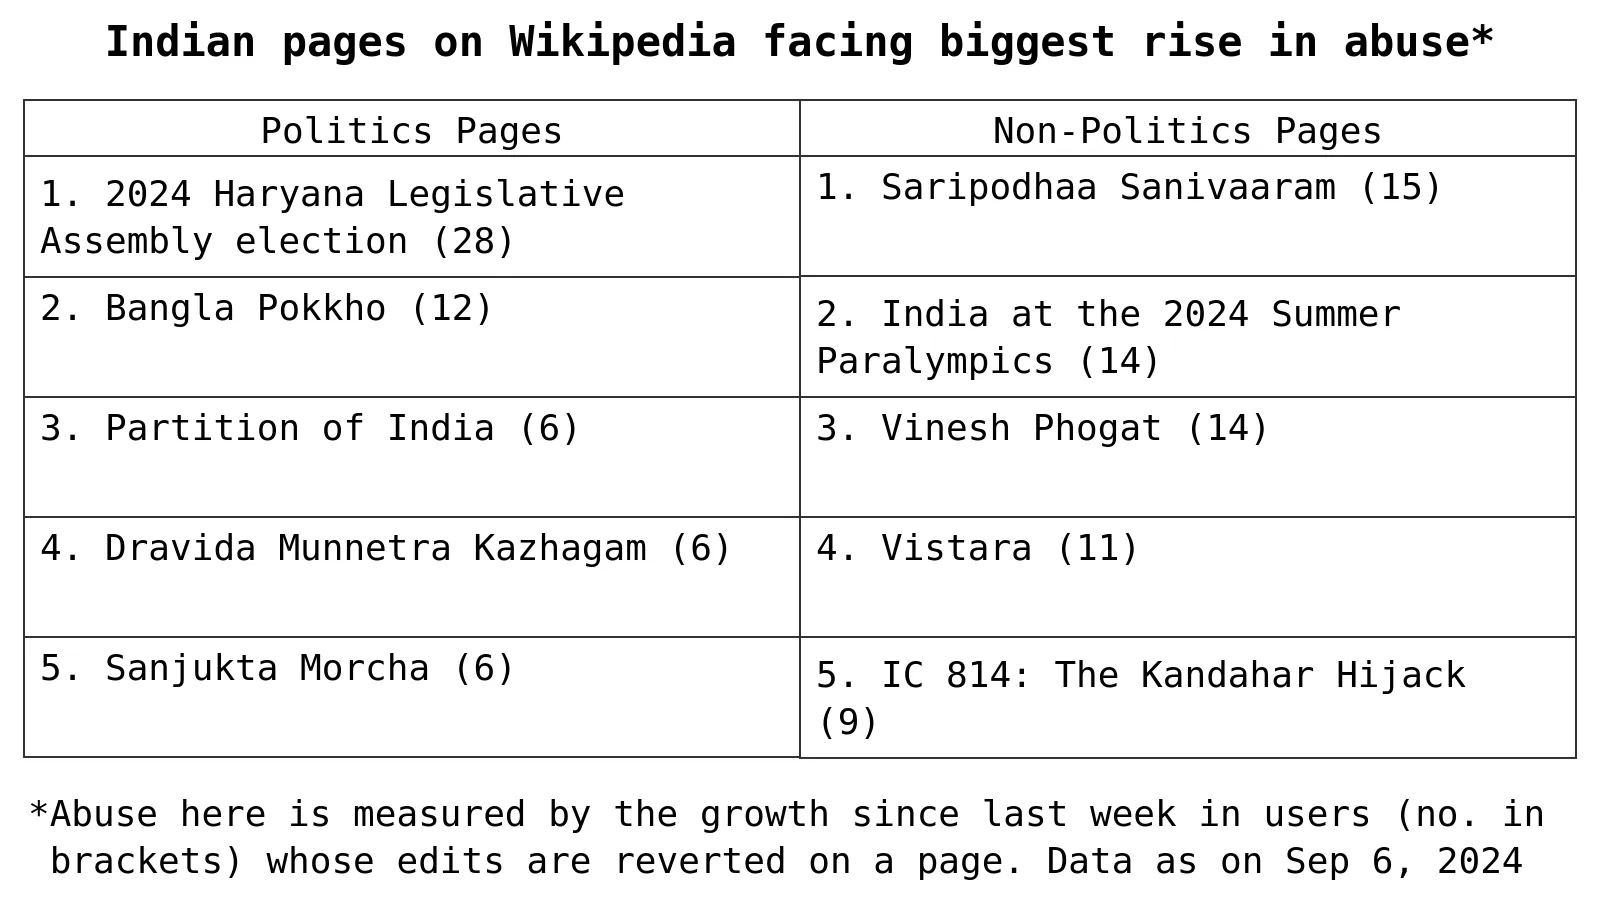 Indian pages on Wikipedia facing biggest rise in abuse*
Politics Pages
Non-Politics Pages
1. 2024 Haryana Legislative
Assembly election (28)
1. Saripodhaa Sanivaaram (15)
2. Bangla Pokkho (12)
2. India at the 2024 Summer
Paralympics (14)
3. Partition of India (6)
3. Vinesh Phogat (14)
4. Dravida Munnetra Kazhagam (6)
4. Vistara (11)
5. Sanjukta Morcha (6)
5. IC 814: The Kandahar Hijack
(9)
*Abuse here is measured by the growth since last week in users (no. in
brackets) whose edits are reverted on a page. Data as on Sep 6, 2024